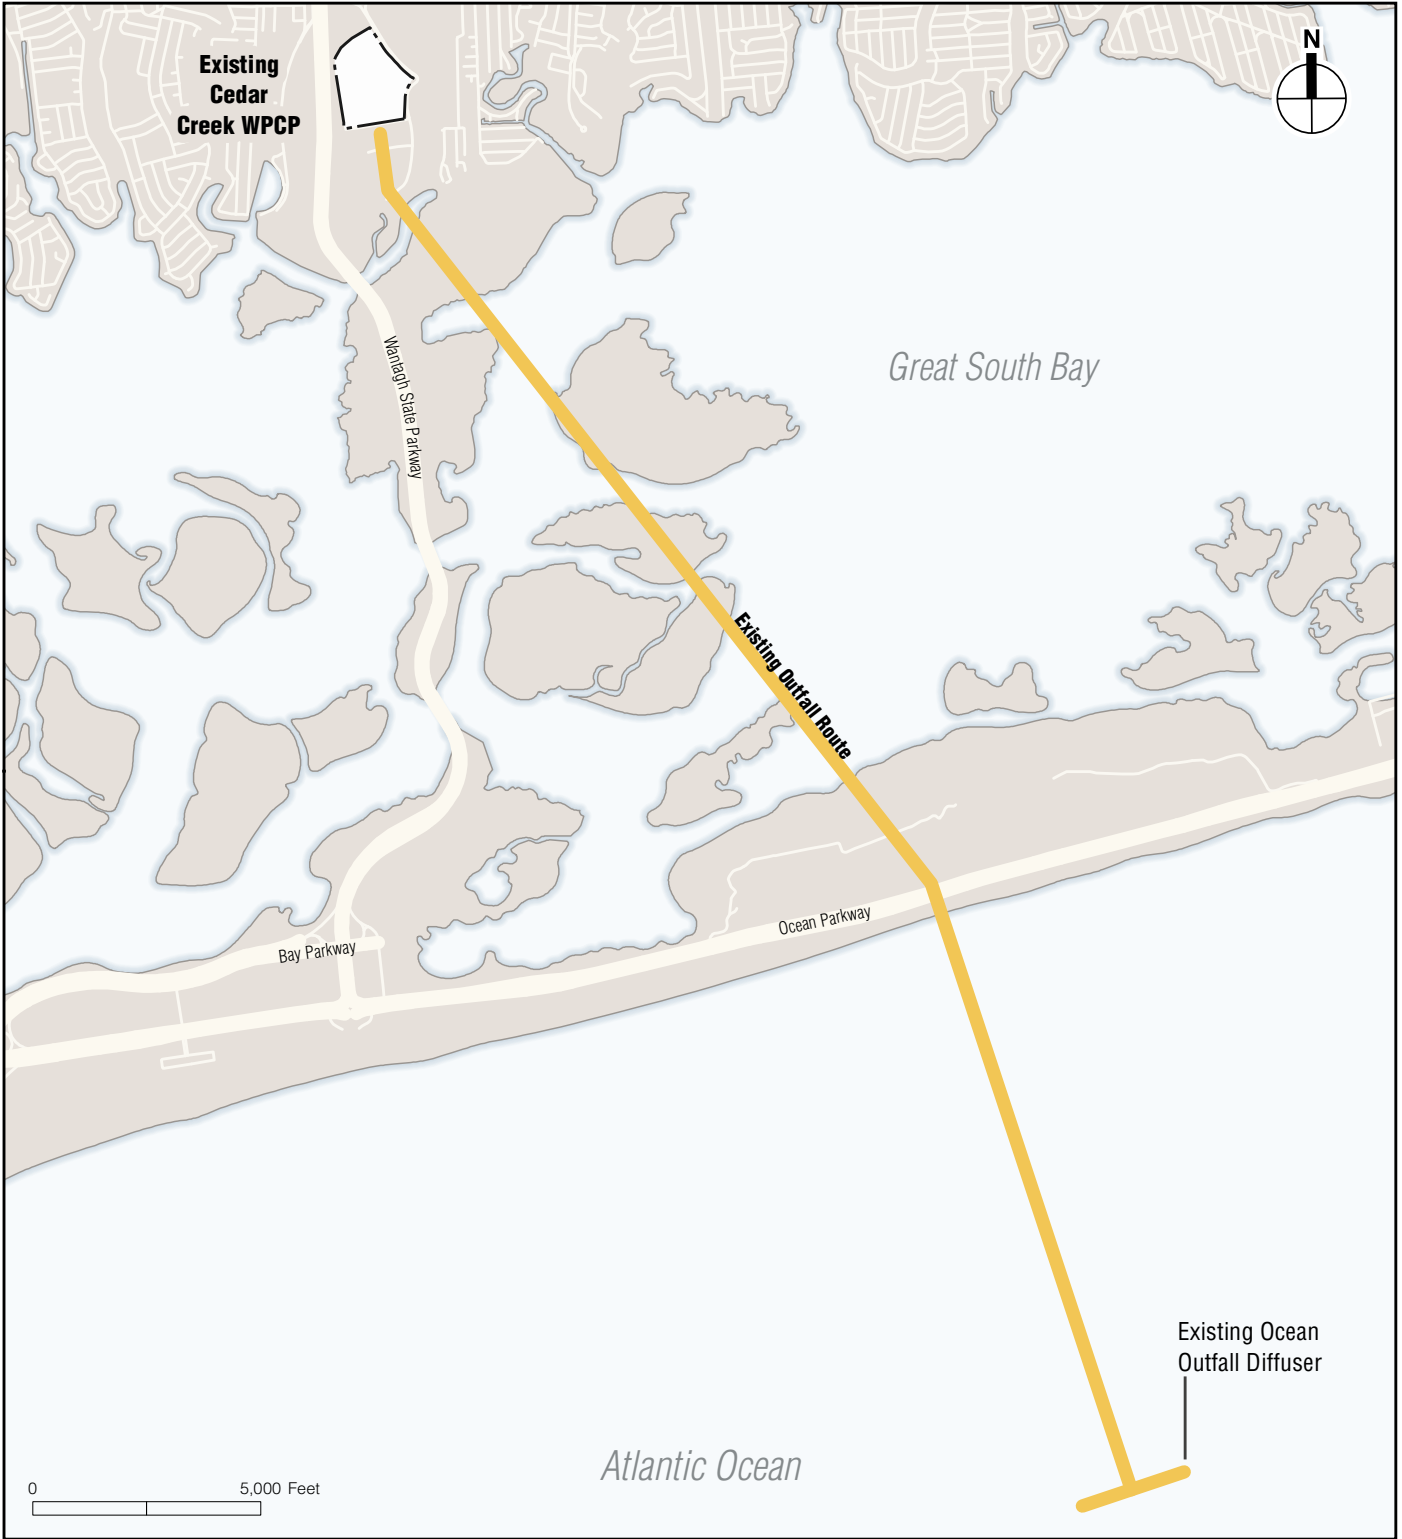 Existing
Cedar
Creek WPCP
N
Great South Bay
Wantagh State Parkway
Existing Outfall Route
Ocean Parkway
Bay Parkway
Existing Ocean
Outfall Diffuser
Atlantic Ocean
0 5,000 Feet